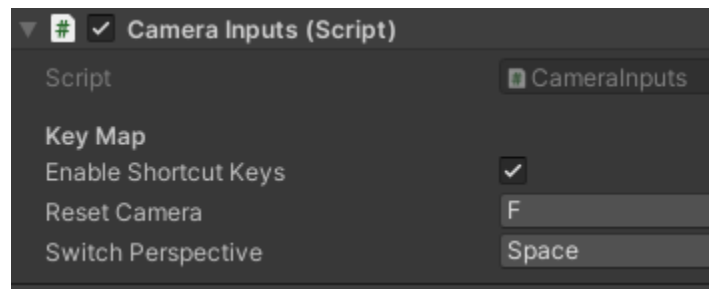 Camera Inputs (Script)
Script # CameraInputs
Key Map
Enable Shortcut Keys
Reset Camera F
Switch Perspective Space